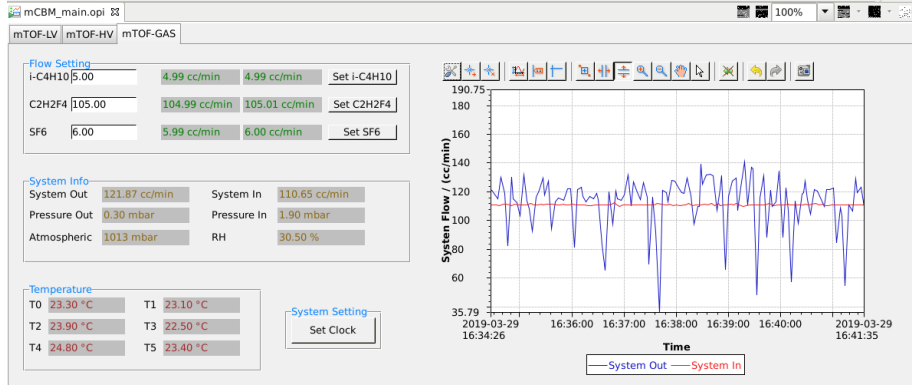 mCBM_main.opi
100%
mTOF-LV mTOF-HV mTOF-GAS
Flow Setting
i-C4H10 5.00 4.99 cc/min 4.99 cc/min Set i-C4H10
C2H2F4 105.00 104.99 cc/min 105.01 cc/min Set C2H2F4
SF6 6.00 5.99 cc/min 6.00 cc/min Set SF6
System Info
System Out 121.87 cc/min System In 110.65 cc/min
Pressure Out 0.30 mbar Pressure In 1.90 mbar
Atmospheric 1013 mbar RH 30.50 %
Temperature
T0 23.30 °C T1 23.10 °C
T2 23.90 °C T3 22.50 °C
T4 24.80 °C T5 23.40 °C
System Setting
Set Clock
Systen Flow / (cc/min)
190.75
180
160
140
120
100
80
60
35.79
2019-03-29 16:36:00 16:37:00 16:38:00 16:39:00 16:40:00 2019-03-29
16:34:26 16:41:35
Time
System Out System In